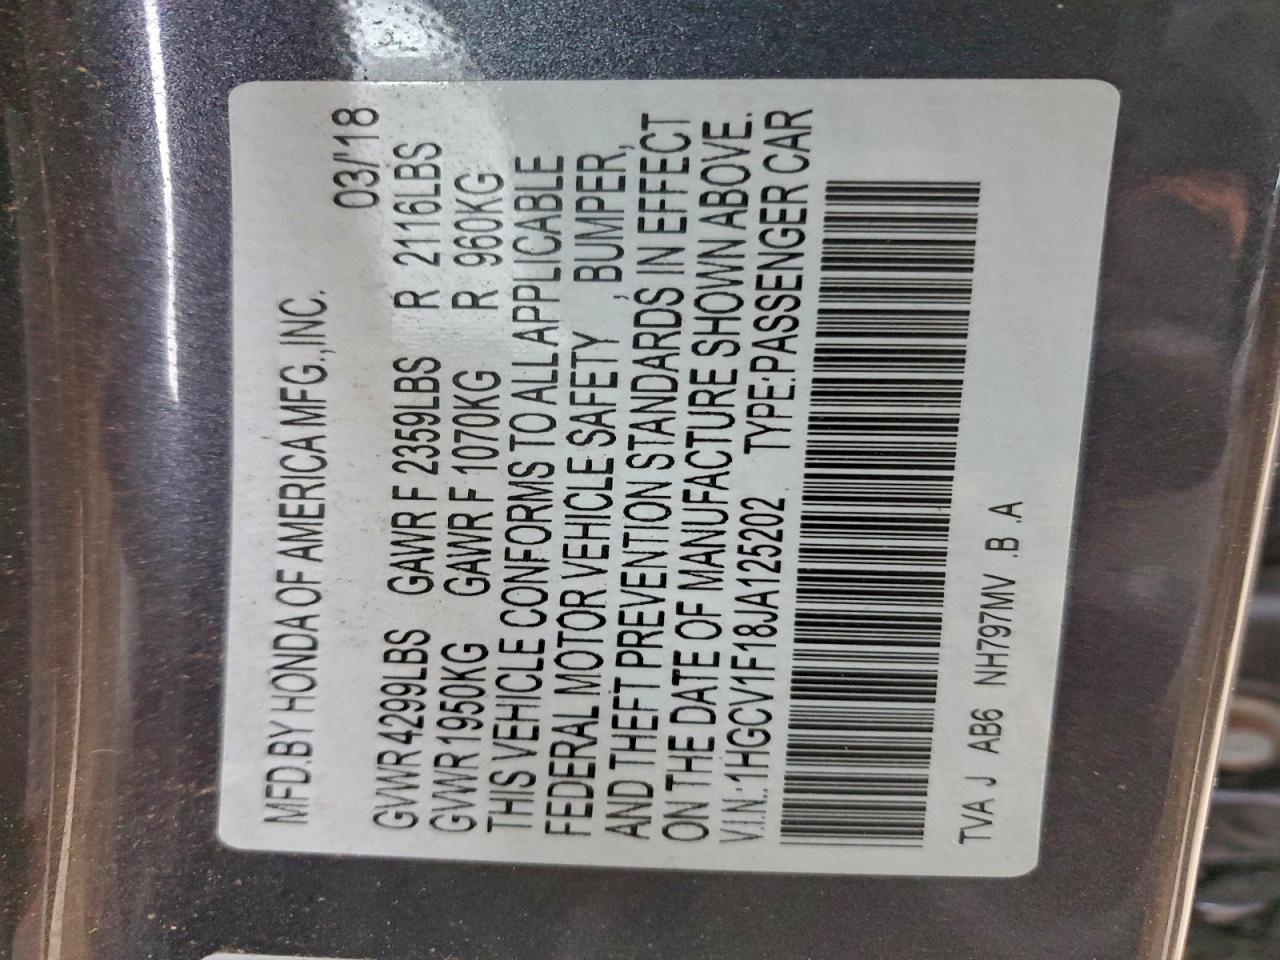 MFD.BY HONDA OF AMERICA MFG.,INC.
03/'18
GVWR 4299LBS GAWR F 2359LBS R 2116LBS
GVWR 1950KG GAWR F 1070KG R 960KG
THIS VEHICLE CONFORMS TO ALL APPLICABLE
FEDERAL MOTOR VEHICLE SAFETY , BUMPER,
AND THEFT PREVENTION STANDARDS IN EFFECT
ON THE DATE OF MANUFACTURE SHOWN ABOVE.
V.I.N.:1HGCV1F18JA125202 TYPE:PASSENGER CAR
TVA J AB6 NH797MV .B .A